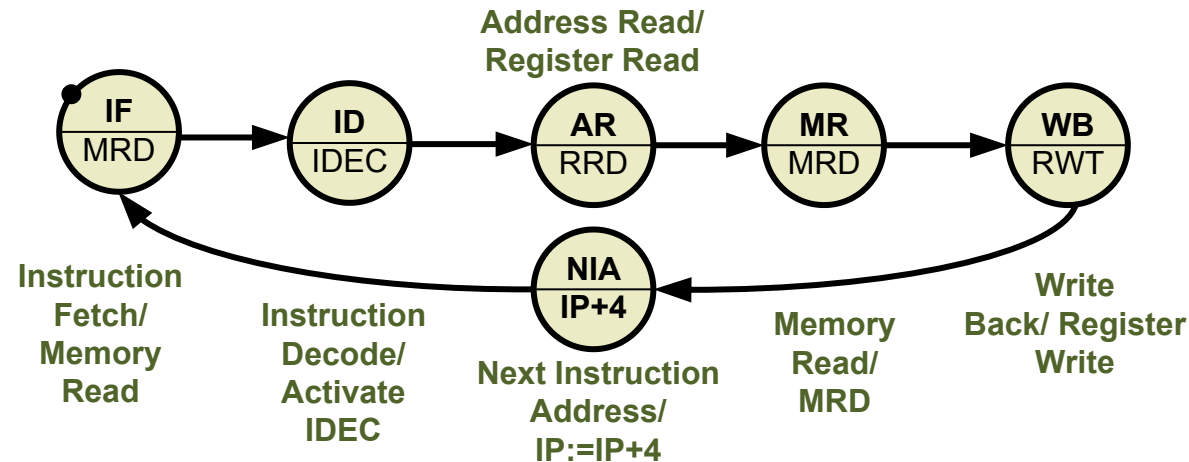 Address Read/
Register Read
IF
MRD
ID
IDEC
AR
RRD
MR
MRD
WB
RWT
NIA
IP+4
Instruction
Fetch/
Memory
Read
Instruction
Decode/
Activate
IDEC
Next Instruction
Address/
IP:=IP+4
Memory
Read/
MRD
Write
Back/ Register
Write